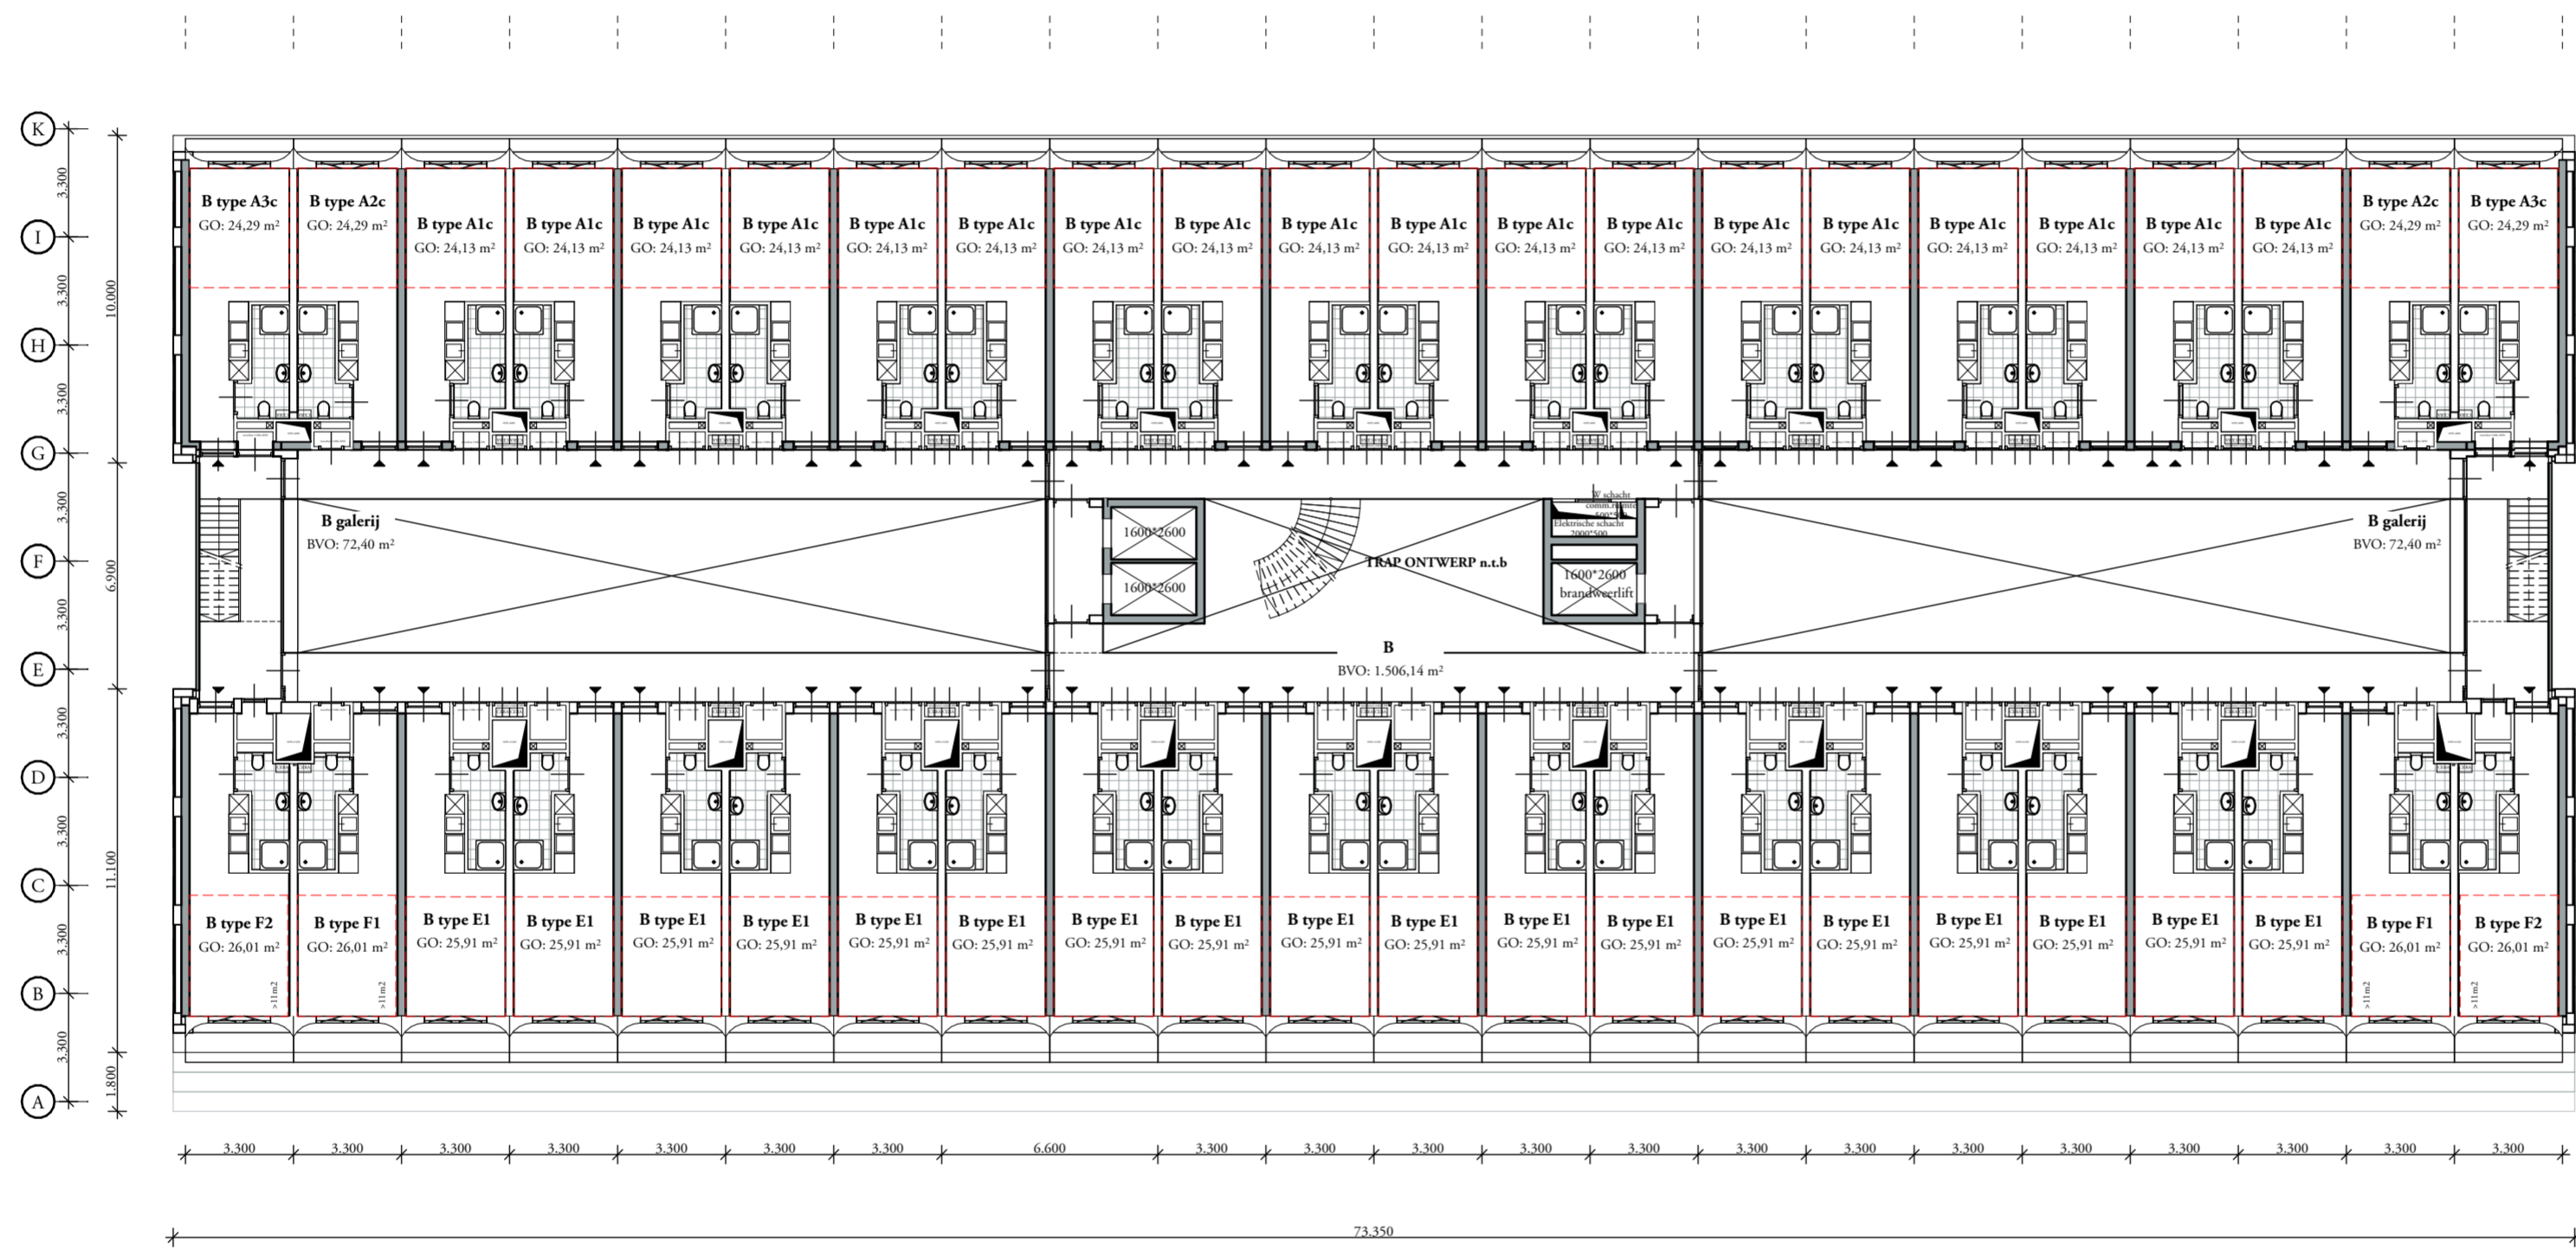 K
I
H
G
F
E
D
C
B
A
3.300
3.300
3.300
3.300
3.300
3.300
3.300
3.300
3.300
10.000
6.900
11.100
1.800
B type A3c
GO: 24,29 m²
B type A2c
GO: 24,29 m²
B type A1c
GO: 24,13 m²
B type A1c
GO: 24,13 m²
B type A1c
GO: 24,13 m²
B type A1c
GO: 24,13 m²
B type A1c
GO: 24,13 m²
B type A1c
GO: 24,13 m²
B type A1c
GO: 24,13 m²
B type A1c
GO: 24,13 m²
B type A1c
GO: 24,13 m²
B type A1c
GO: 24,13 m²
B type A1c
GO: 24,13 m²
B type A1c
GO: 24,13 m²
B type A1c
GO: 24,13 m²
B type A1c
GO: 24,13 m²
B type A1c
GO: 24,13 m²
B type A1c
GO: 24,13 m²
B type A1c
GO: 24,13 m²
B type A1c
GO: 24,13 m²
B type A2c
GO: 24,29 m²
B type A3c
GO: 24,29 m²
B galerij
BVO: 72,40 m²
1600*2600
1600*2600
TRAP ONTWERP n.t.b
W schacht
comm.ruimte
500*500
Elektrische schacht
2000*500
1600*2600
brandweerlift
B galerij
BVO: 72,40 m²
B
BVO: 1.506,14 m²
B type F2
GO: 26,01 m²
>11m2
B type F1
GO: 26,01 m²
>11m2
B type E1
GO: 25,91 m²
B type E1
GO: 25,91 m²
B type E1
GO: 25,91 m²
B type E1
GO: 25,91 m²
B type E1
GO: 25,91 m²
B type E1
GO: 25,91 m²
B type E1
GO: 25,91 m²
B type E1
GO: 25,91 m²
B type E1
GO: 25,91 m²
B type E1
GO: 25,91 m²
B type E1
GO: 25,91 m²
B type E1
GO: 25,91 m²
B type E1
GO: 25,91 m²
B type E1
GO: 25,91 m²
B type E1
GO: 25,91 m²
B type E1
GO: 25,91 m²
B type E1
GO: 25,91 m²
B type E1
GO: 25,91 m²
B type F1
GO: 26,01 m²
>11m2
B type F2
GO: 26,01 m²
>11m2
3.300
3.300
3.300
3.300
3.300
3.300
3.300
6.600
3.300
3.300
3.300
3.300
3.300
3.300
3.300
3.300
3.300
3.300
3.300
3.300
3.300
73.350